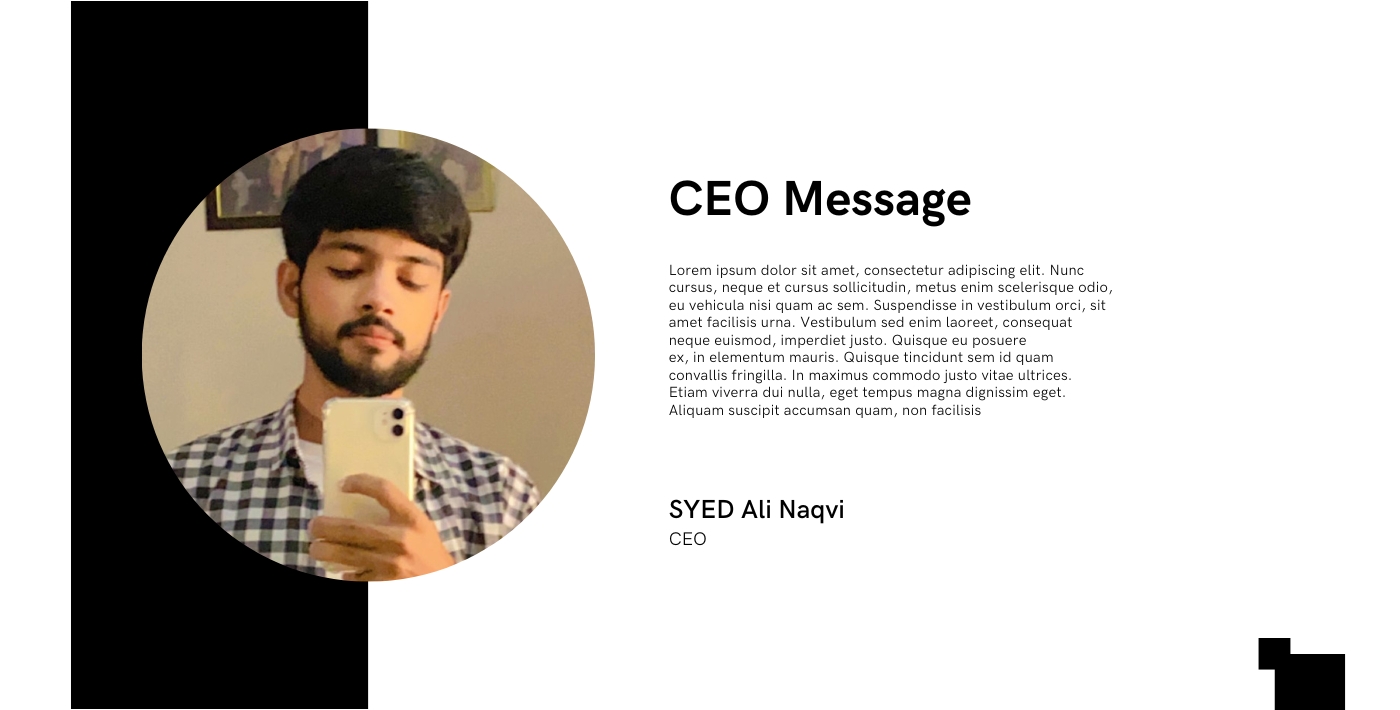 CEO Message
Lorem ipsum dolor sit amet, consectetur adipiscing elit. Nunc
cursus, neque et cursus sollicitudin, metus enim scelerisque odio,
eu vehicula nisi quam ac sem. Suspendisse in vestibulum orci, sit
amet facilisis urna. Vestibulum sed enim laoreet, consequat
neque euismod, imperdiet justo. Quisque eu posuere
ex, in elementum mauris. Quisque tincidunt sem id quam
convallis fringilla. In maximus commodo justo vitae ultrices.
Etiam viverra dui nulla, eget tempus magna dignissim eget.
Aliquam suscipit accumsan quam, non facilisis
SYED Ali Naqvi
CEO